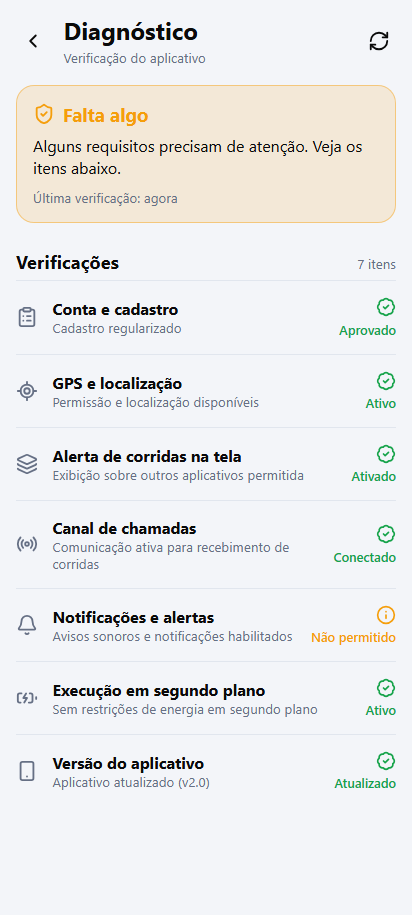 Diagnóstico
Verificação do aplicativo
Falta algo
Alguns requisitos precisam de atenção. Veja os
itens abaixo.
Última verificação: agora
Verificações
7 itens
Conta e cadastro
Cadastro regularizado
Aprovado
GPS e localização
Permissão e localização disponíveis
Ativo
Alerta de corridas na tela
Exibição sobre outros aplicativos permitida
Ativado
Canal de chamadas
Comunicação ativa para recebimento de
corridas
Conectado
Notificações e alertas
Avisos sonoros e notificações habilitados
Não permitido
Execução em segundo plano
Sem restrições de energia em segundo plano
Ativo
Versão do aplicativo
Aplicativo atualizado (v2.0)
Atualizado